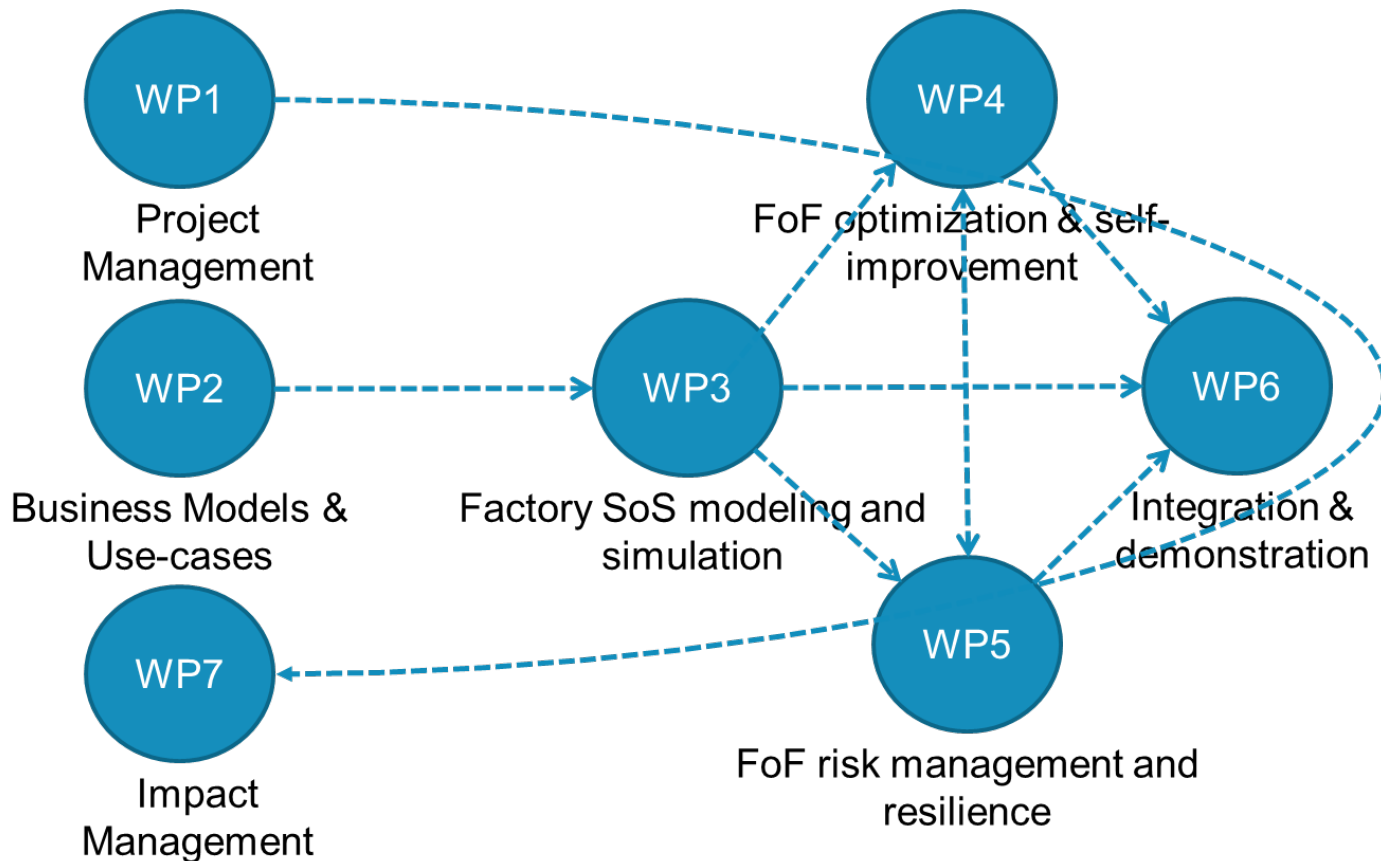 WP1
Project
Management
WP4
FoF optimization & self-
improvement
WP2
Business Models &
Use-cases
WP3
Factory SoS modeling and
simulation
WP6
Integration &
demonstration
WP7
Impact
Management
WP5
FoF risk management and
resilience